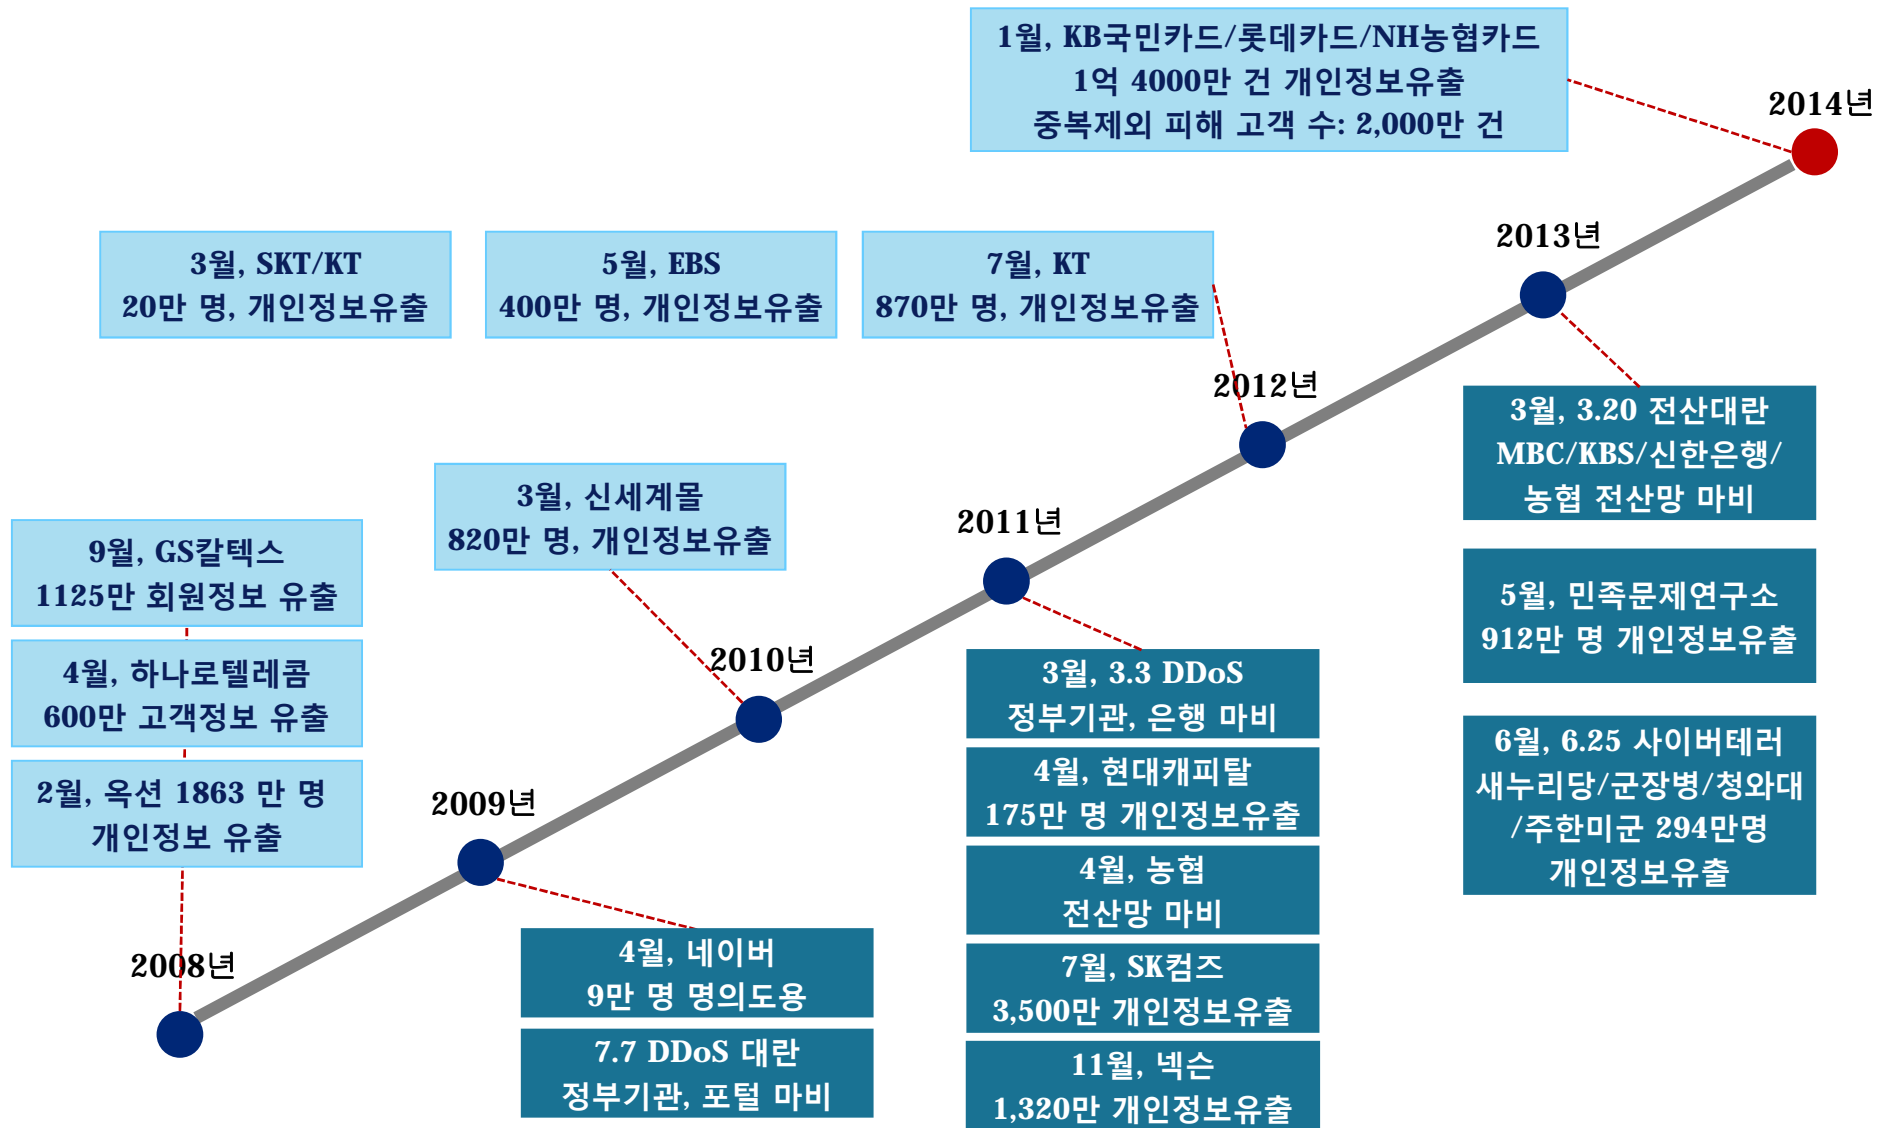 1월, KB국민카드/롯데카드/NH농협카드
1억 4000만 건 개인정보유출
중복제외 피해 고객 수: 2,000만 건
2014년
2013년
3월, SKT/KT
20만 명, 개인정보유출
5월, EBS
400만 명, 개인정보유출
7월, KT
870만 명, 개인정보유출
2012년
3월, 3.20 전산대란
MBC/KBS/신한은행/
농협 전산망 마비
3월, 신세계몰
820만 명, 개인정보유출
2011년
9월, GS칼텍스
1125만 회원정보 유출
5월, 민족문제연구소
912만 명 개인정보유출
4월, 하나로텔레콤
600만 고객정보 유출
2010년
3월, 3.3 DDoS
정부기관, 은행 마비
6월, 6.25 사이버테러
새누리당/군장병/청와대
/주한미군 294만명
개인정보유출
2월, 옥션 1863 만 명
개인정보 유출
2009년
4월, 현대캐피탈
175만 명 개인정보유출
4월, 농협
전산망 마비
2008년
4월, 네이버
9만 명 명의도용
7월, SK컴즈
3,500만 개인정보유출
7.7 DDoS 대란
정부기관, 포털 마비
11월, 넥슨
1,320만 개인정보유출